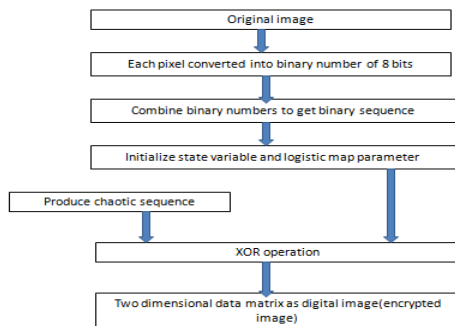 Original image
Each pixel converted into binary number of 8 bits
Combine binary numbers to get binary sequence
Initialize state variable and logistic map parameter
Produce chaotic sequence
XOR operation
Two dimensional data matrix as digital image(encrypted
image)